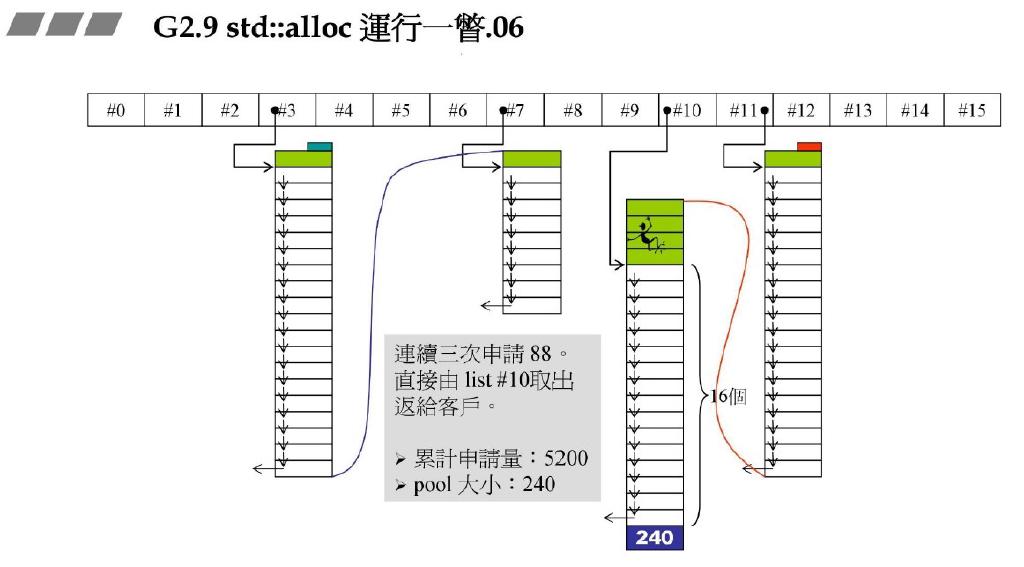 G2.9 std::alloc 運行一瞥.06
#0 #1 #2 #3 #4 #5 #6 #7 #8 #9 #10 #11 #12 #13 #14 #15
連續三次申請 88。
直接由 list #10取出
返給客戶。
16個
➢ 累計申請量：5200
➢ pool 大小：240
240